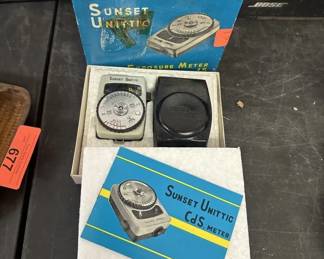 BOSE
SUNSET
UNITTIC
EXPOSURE METER
SUNSET UNITTIC
677
SUNSET UNITTIC
CdS. METER